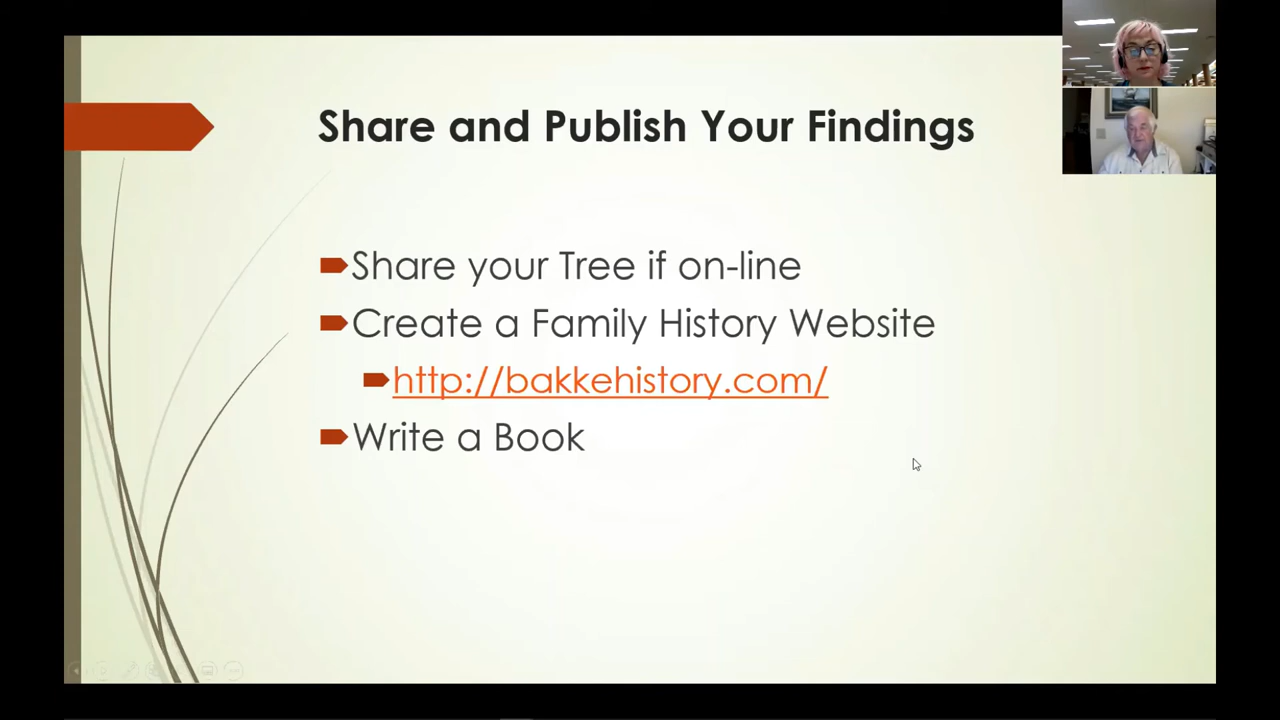 Share and Publish Your Findings
Share your Tree if on-line
Create a Family History Website
http://bakkehistory.com/
Write a Book